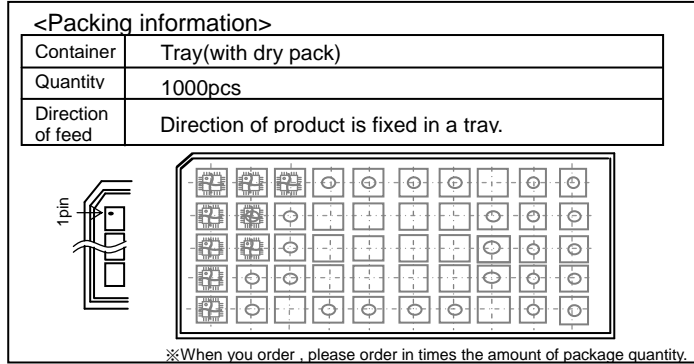 <Packing information>
Container Tray(with dry pack)
Quantity 1000pcs
Direction of feed Direction of product is fixed in a tray.
1pin
※When you order , please order in times the amount of package quantity.